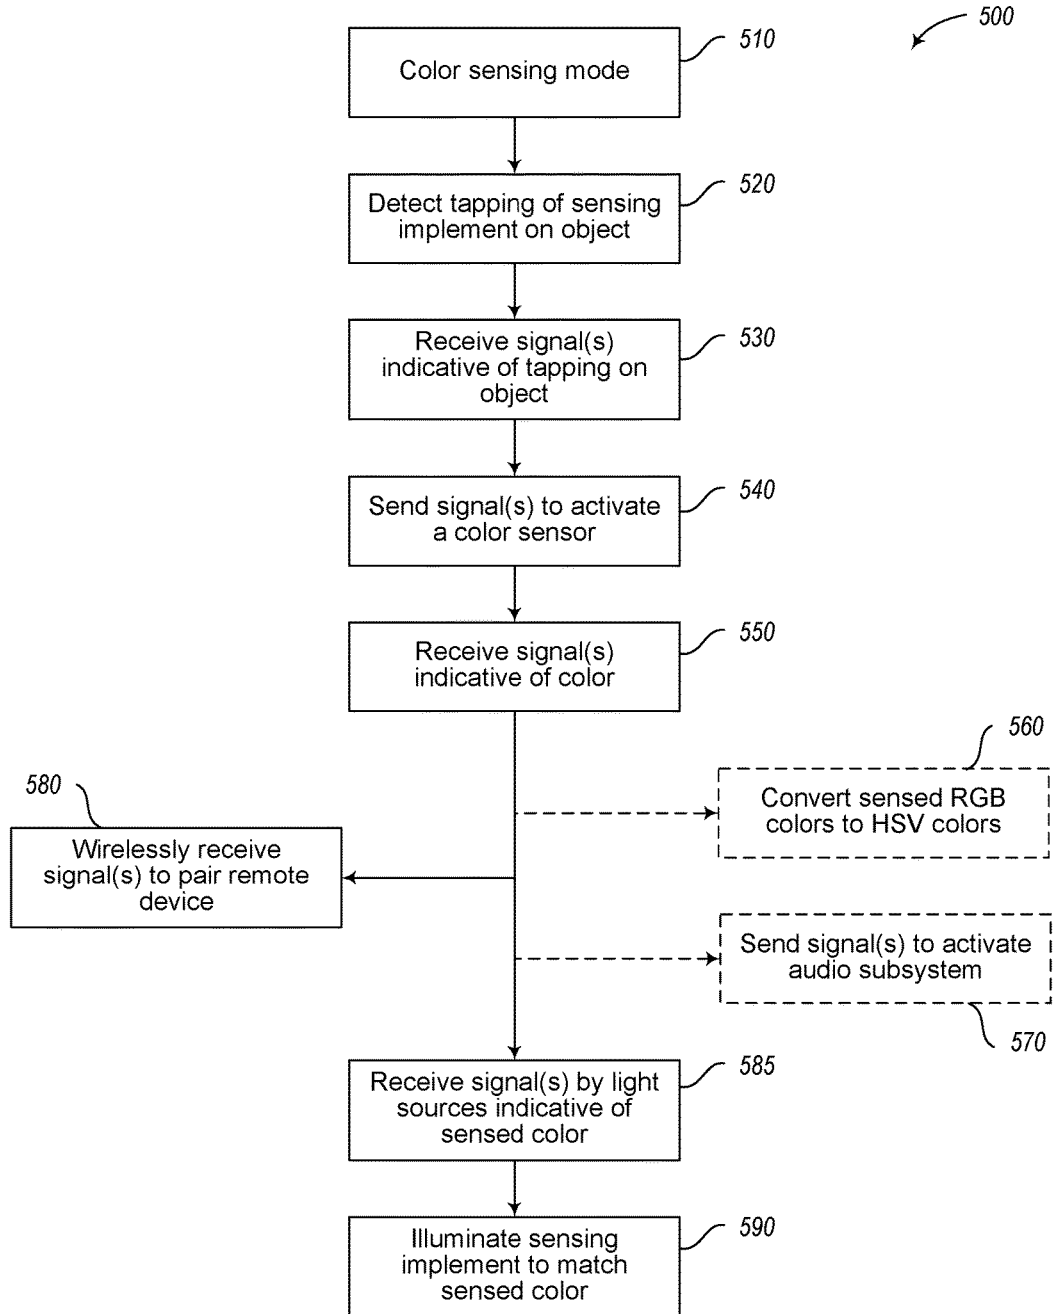 500
510
Color sensing mode
520
Detect tapping of sensing
implement on object
530
Receive signal(s)
indicative of tapping on
object
540
Send signal(s) to activate
a color sensor
550
Receive signal(s)
indicative of color
560
Convert sensed RGB
colors to HSV colors
580
Wirelessly receive
signal(s) to pair remote
device
Send signal(s) to activate
audio subsystem
570
585
Receive signal(s) by light
sources indicative of
sensed color
590
Illuminate sensing
implement to match
sensed color